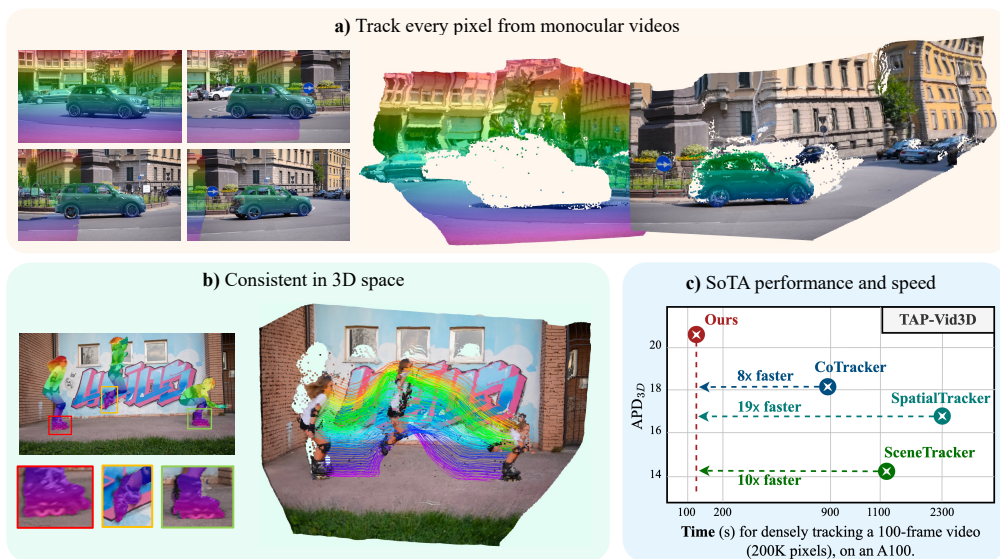 a) Track every pixel from monocular videos
b) Consistent in 3D space
c) SoTA performance and speed
TAP-Vid3D
Ours
20
CoTracker
8x faster
18
SpatialTracker
19x faster
16
SceneTracker
10x faster
14
APD3D
100 200 900 1100 2300
Time (s) for densely tracking a 100-frame video
(200K pixels), on an A100.